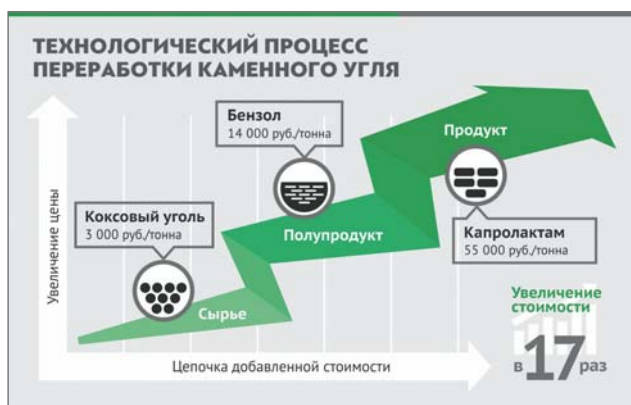 ТЕХНОЛОГИЧЕСКИЙ ПРОЦЕСС
ПЕРЕРАБОТКИ КАМЕННОГО УГЛЯ
Бензол
14 000 руб./тонна
Продукт
Коксовый уголь
3 000 руб./тонна
Полупродукт
Капролактам
55 000 руб./тонна
Увеличение цены
Сырье
Увеличение
стоимости
в 17 раз
Цепочка добавленной стоимости